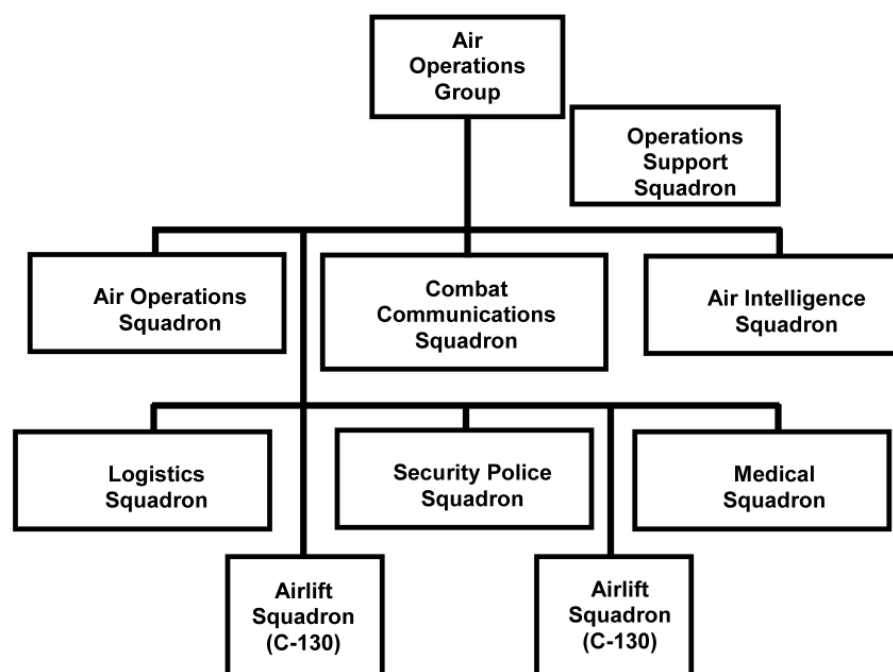 Air
Operations
Group
Operations
Support
Squadron
Air Operations
Squadron
Combat
Communications
Squadron
Air Intelligence
Squadron
Logistics
Squadron
Security Police
Squadron
Medical
Squadron
Airlift
Squadron
(C-130)
Airlift
Squadron
(C-130)